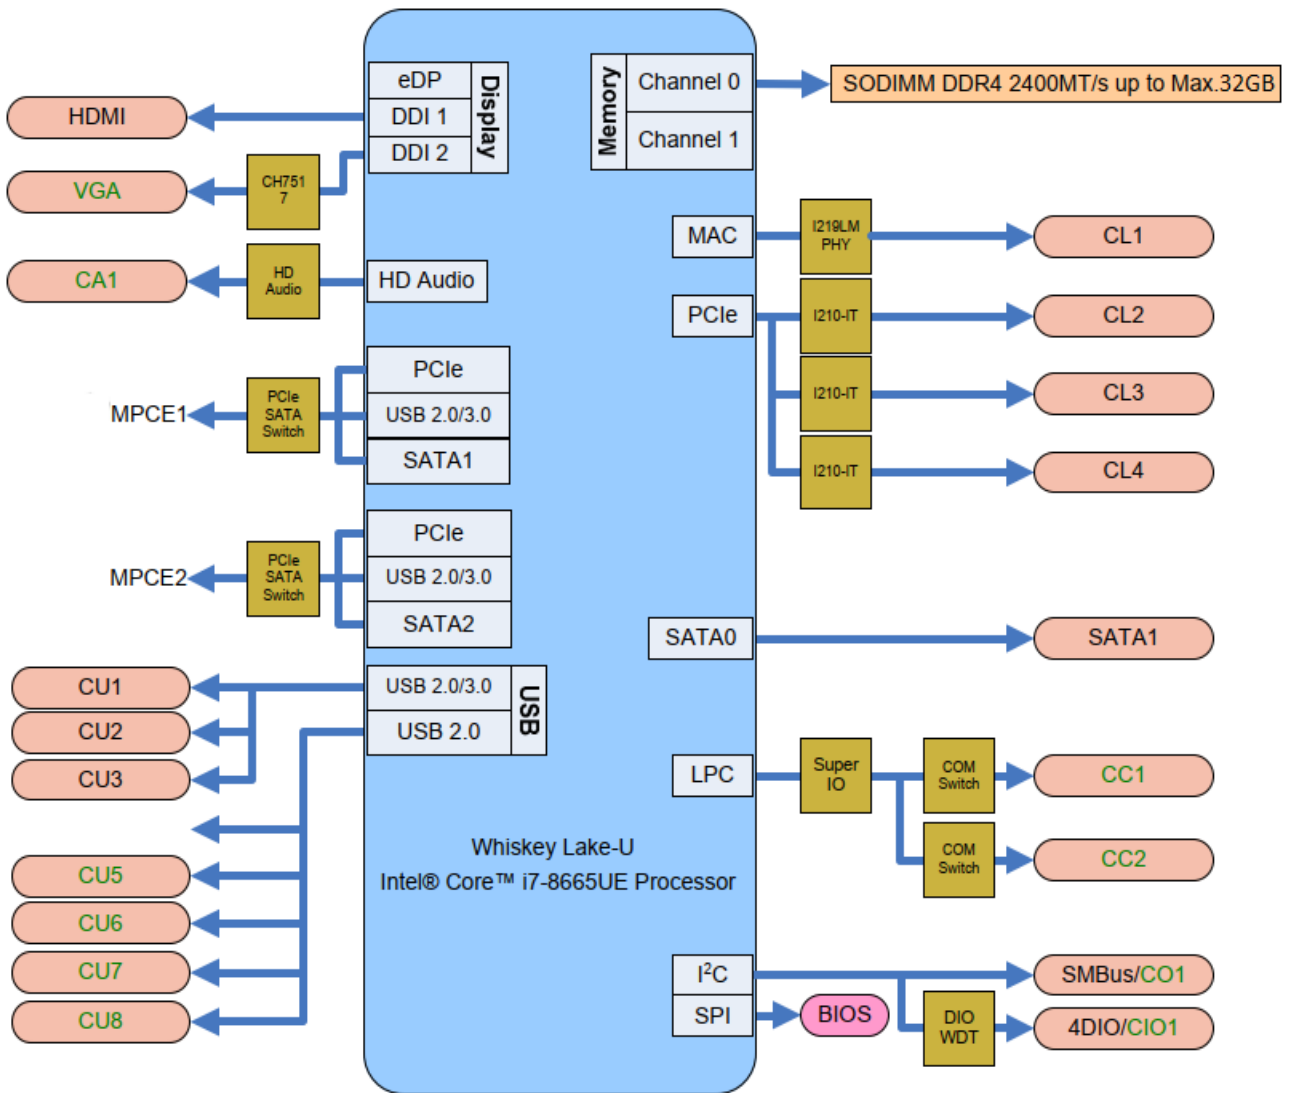 eDP
DDI 1
DDI 2
Display
HDMI
VGA
CH751
7
CA1
HD
Audio
HD Audio
MPCE1
PCIe
SATA
Switch
PCIe
USB 2.0/3.0
SATA1
MPCE2
PCIe
SATA
Switch
PCIe
USB 2.0/3.0
SATA2
USB 2.0/3.0
USB 2.0
USB
CU1
CU2
CU3
CU5
CU6
CU7
CU8
Memory
Channel 0
Channel 1
SODIMM DDR4 2400MT/s up to Max.32GB
MAC
I219LM
PHY
CL1
PCIe
I210-IT
CL2
I210-IT
CL3
I210-IT
CL4
SATA0
SATA1
LPC
Super
IO
COM
Switch
CC1
COM
Switch
CC2
Whiskey Lake-U
Intel® Core™ i7-8665UE Processor
I²C
SPI
BIOS
DIO
WDT
SMBus/CO1
4DIO/CIO1